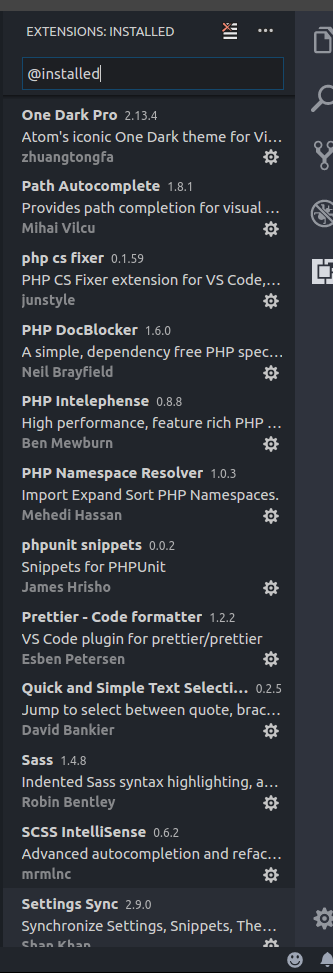 EXTENSIONS: INSTALLED
@installed
One Dark Pro 2.13.4
Atom's iconic One Dark theme for Vi...
zhuangtongfa
Path Autocomplete 1.8.1
Provides path completion for visual ...
Mihai Vilcu
php cs fixer 0.1.59
PHP CS Fixer extension for VS Code,...
junstyle
PHP DocBlocker 1.6.0
A simple, dependency free PHP spec...
Neil Brayfield
PHP Intelephense 0.8.8
High performance, feature rich PHP ...
Ben Mewburn
PHP Namespace Resolver 1.0.3
Import Expand Sort PHP Namespaces.
Mehedi Hassan
phpunit snippets 0.0.2
Snippets for PHPUnit
James Hrisho
Prettier - Code formatter 1.2.2
VS Code plugin for prettier/prettier
Esben Petersen
Quick and Simple Text Selecti... 0.2.5
Jump to select between quote, brac...
David Bankier
Sass 1.4.8
Indented Sass syntax highlighting, a...
Robin Bentley
SCSS IntelliSense 0.6.2
Advanced autocompletion and refac...
mrmlnc
Settings Sync 2.9.0
Synchronize Settings, Snippets, The...
Shan Khan